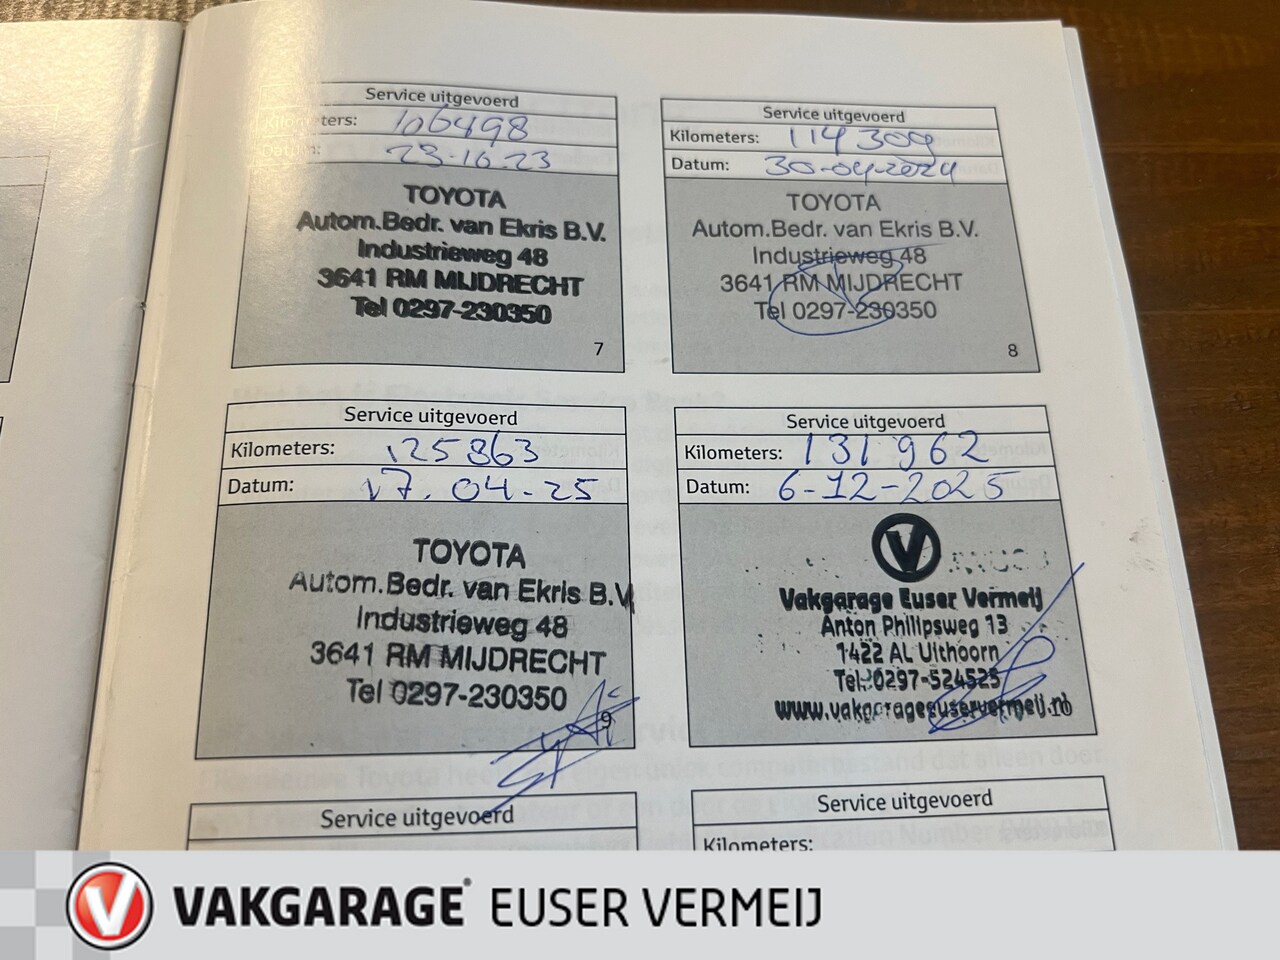 Service uitgevoerd
Kilometers: 106498
Datum: 23-10-23
TOYOTA
Autom.Bedr. van Ekris B.V.
Industrieweg 48
3641 RM MIJDRECHT
Tel 0297-230350
7
Service uitgevoerd
Kilometers: 114309
Datum: 30-04-2024
TOYOTA
Autom.Bedr. van Ekris B.V.
Industrieweg 48
3641 RM MIJDRECHT
Tel 0297-230350
8
Service uitgevoerd
Kilometers: 125863
Datum: 17.04-25
TOYOTA
Autom.Bedr. van Ekris B.V
Industrieweg 48
3641 RM MIJDRECHT
Tel 0297-230350
9
Service uitgevoerd
Kilometers: 131962
Datum: 6-12-2025
V
Vakgarage Euser Vermeij
Anton Philipsweg 13
1422 AL Uithoorn
Tel: 0297-524525
www.vakgarageeuservermeij.nl
10
Service uitgevoerd
Service uitgevoerd
Kilometers:
V VAKGARAGE EUSER VERMEIJ